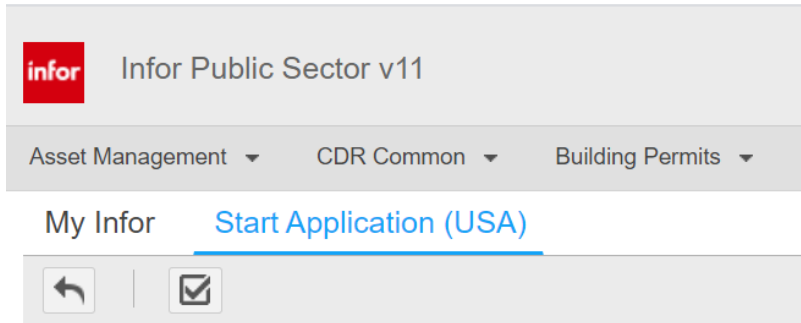 infor Infor Public Sector v11
Asset Management CDR Common Building Permits
My Infor Start Application (USA)